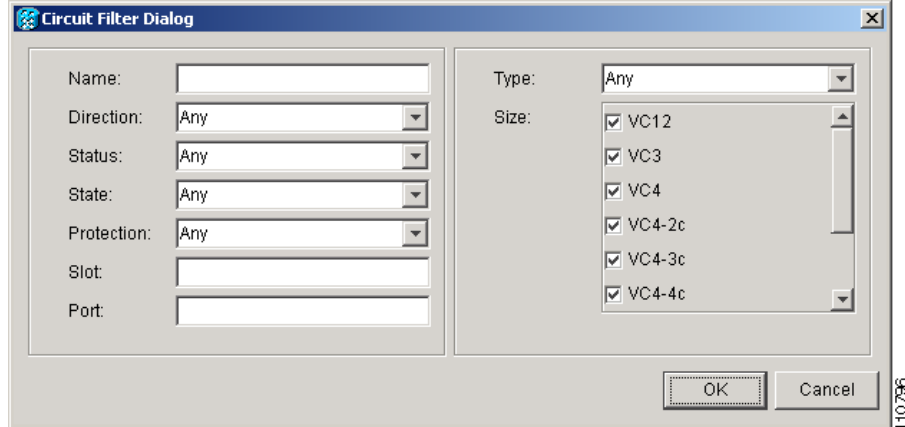 Circuit Filter Dialog
Name:
Direction: Any
Status: Any
State: Any
Protection: Any
Slot:
Port:
Type: Any
Size:
VC12
VC3
VC4
VC4-2c
VC4-3c
VC4-4c
OK Cancel
110796